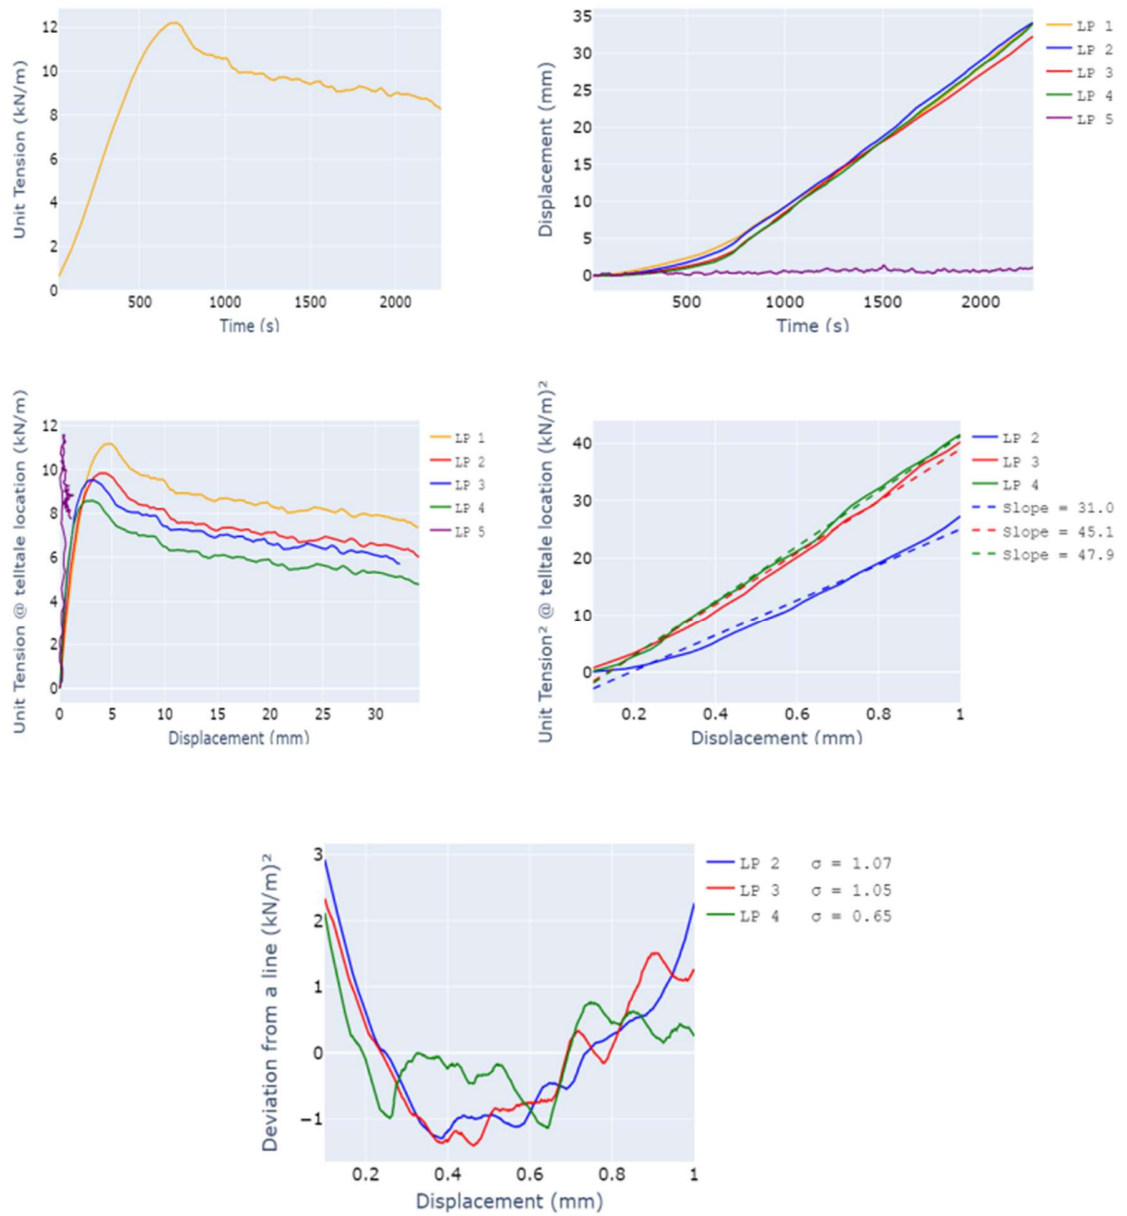 12
10
8
6
4
2
0
Unit Tension (kN/m)
500
1000
1500
2000
Time (s)
35
30
25
20
15
10
5
0
Displacement (mm)
500
1000
1500
2000
Time (s)
LP 1
LP 2
LP 3
LP 4
LP 5
12
10
8
6
4
2
0
Unit Tension @ telltale location (kN/m)
0
5
10
15
20
25
30
Displacement (mm)
LP 1
LP 2
LP 3
LP 4
LP 5
40
30
20
10
0
Unit Tension² @ telltale location (kN/m)²
0.2
0.4
0.6
0.8
1
Displacement (mm)
LP 2
LP 3
LP 4
Slope = 31.0
Slope = 45.1
Slope = 47.9
3
2
1
0
−1
Deviation from a line (kN/m)²
0.2
0.4
0.6
0.8
1
Displacement (mm)
LP 2 σ = 1.07
LP 3 σ = 1.05
LP 4 σ = 0.65